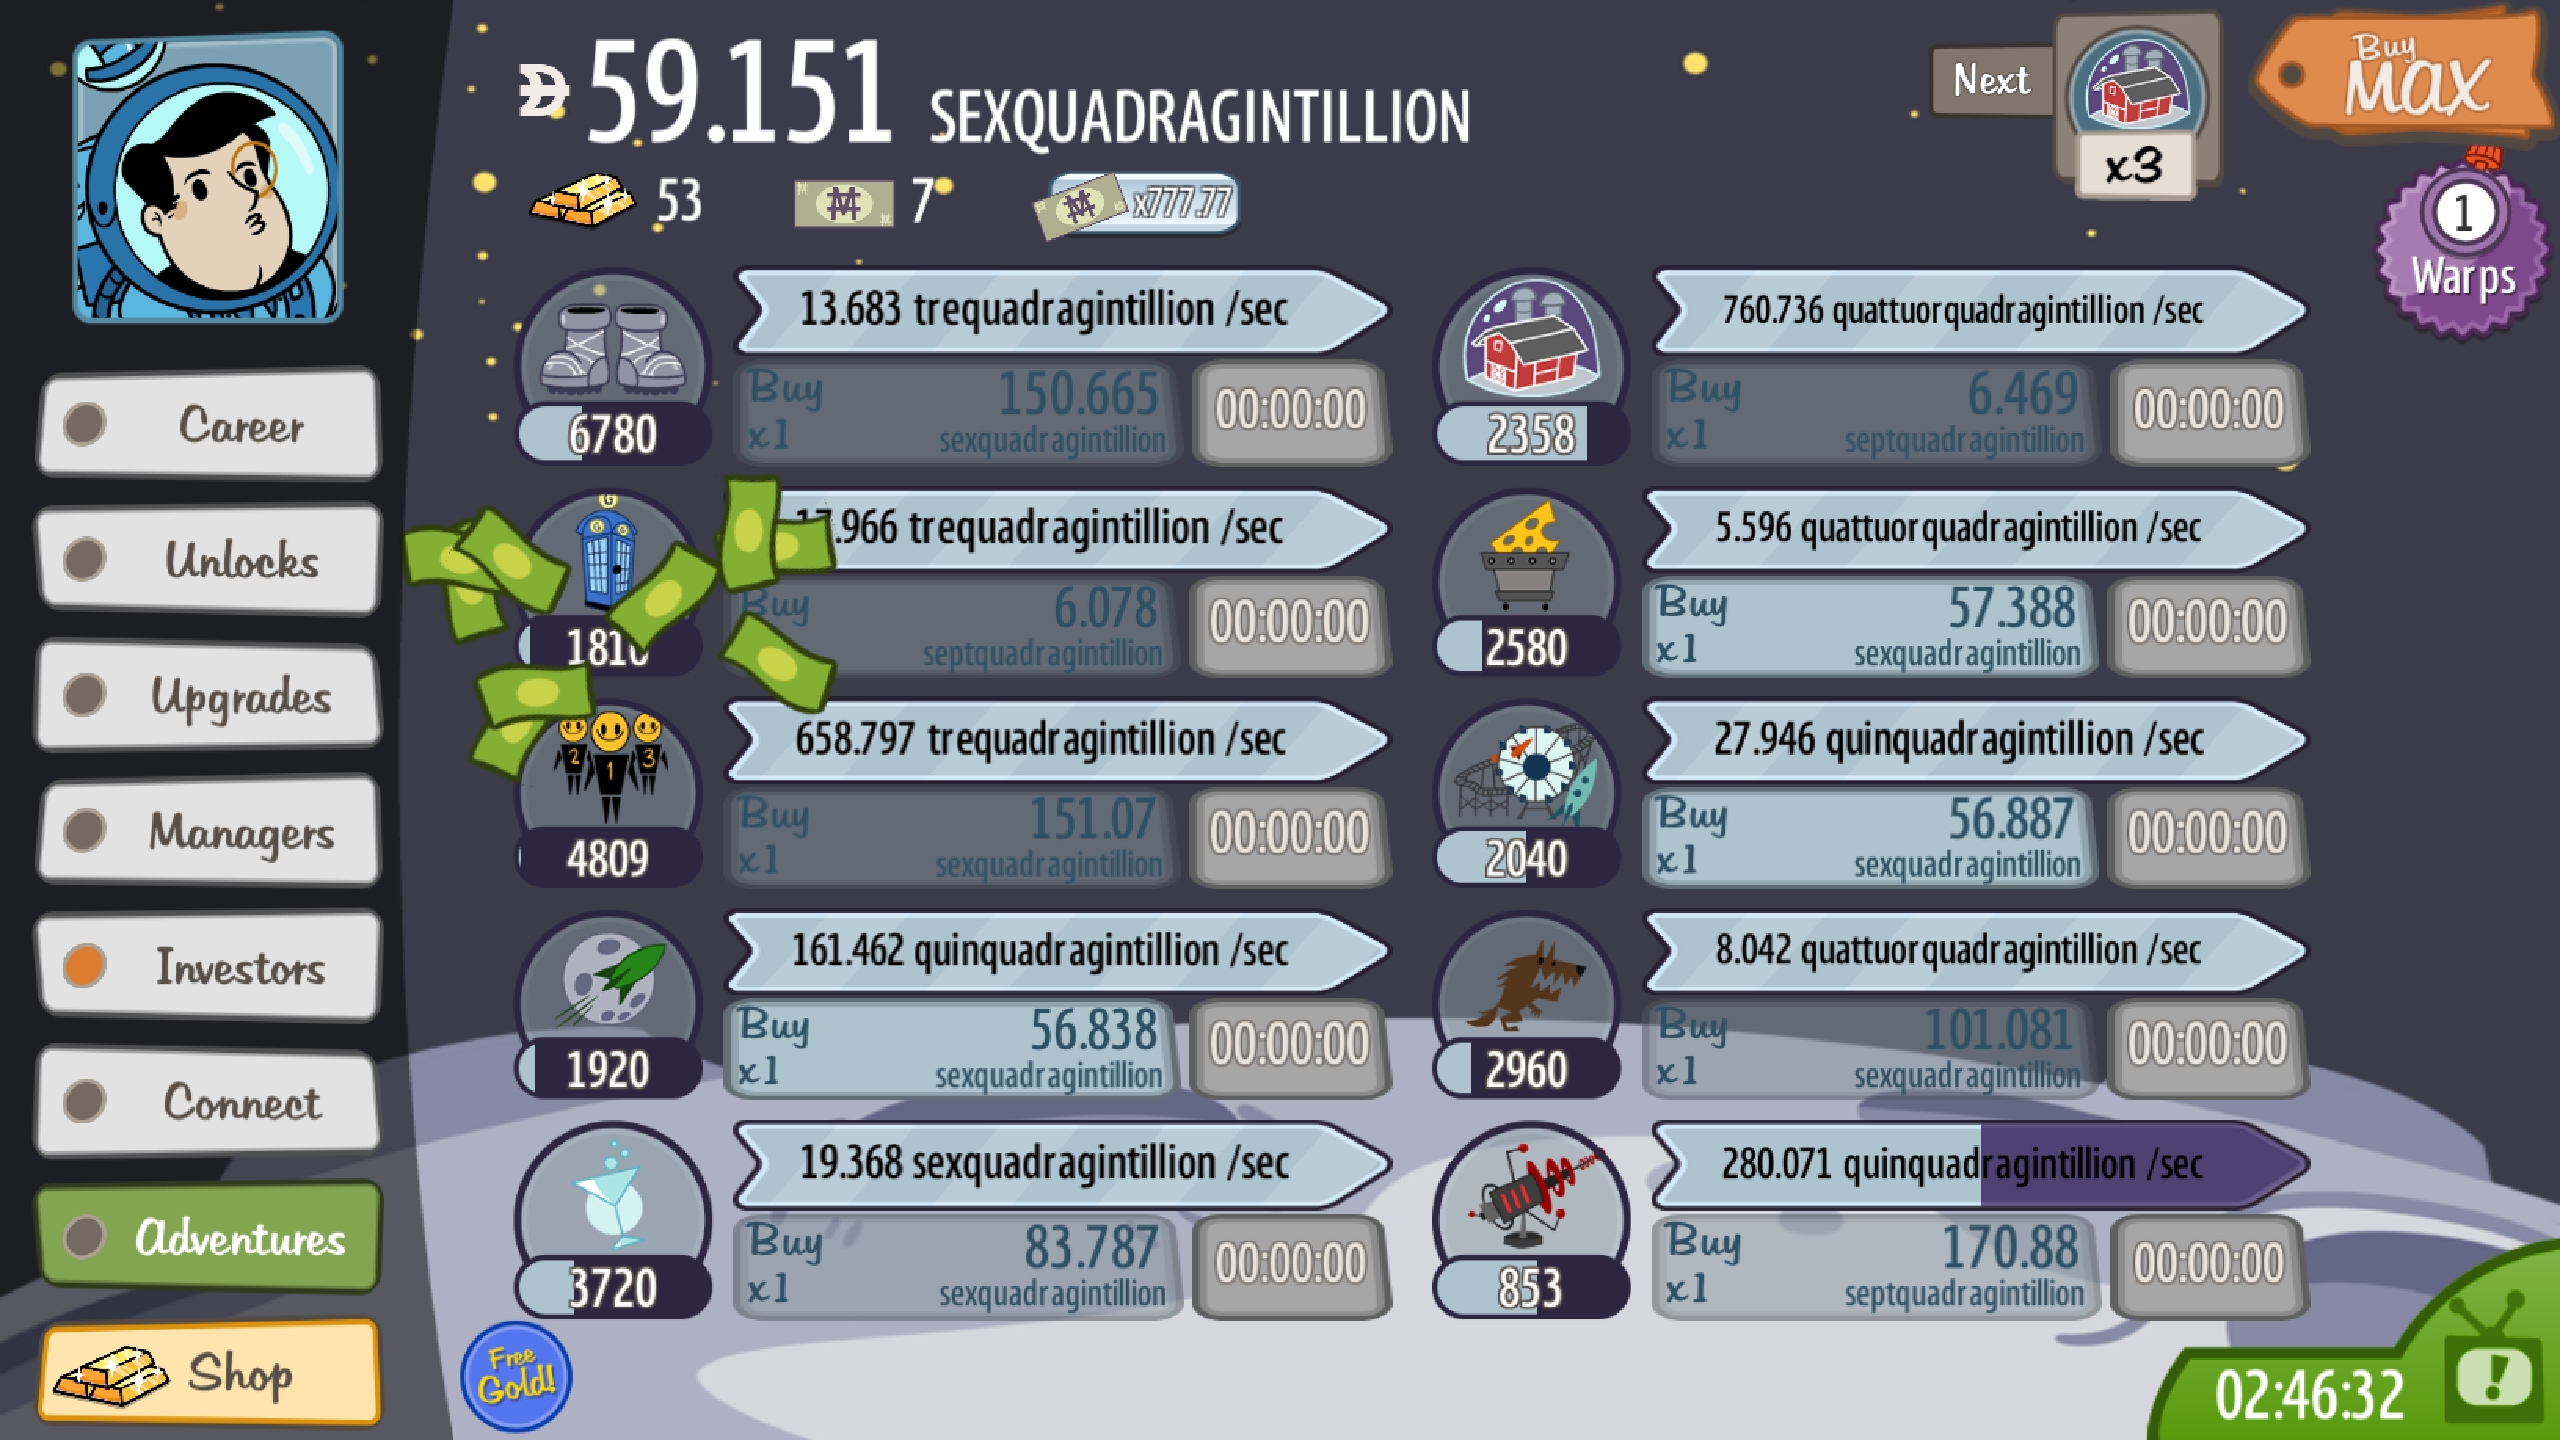 59.151 SEXQUADRAGINTILLION
Next
x3
Buy
MAX
53
7
x777.77
1
Warps
13.683 trequadragintillion /sec
Buy
x1
150.665
sexquadragintillion
00:00:00
6780
760.736 quattuorquadragintillion /sec
Buy
x1
6.469
septquadragintillion
00:00:00
2358
.966 trequadragintillion /sec
Buy
x1
6.078
septquadragintillion
00:00:00
5.596 quattuorquadragintillion /sec
Buy
x1
57.388
sexquadragintillion
00:00:00
2580
2
1
3
658.797 trequadragintillion /sec
Buy
x1
151.07
sexquadragintillion
00:00:00
4809
27.946 quinquadragintillion /sec
Buy
x1
56.887
sexquadragintillion
00:00:00
2040
161.462 quinquadragintillion /sec
Buy
x1
56.838
sexquadragintillion
00:00:00
1920
8.042 quattuorquadragintillion /sec
Buy
x1
101.081
sexquadragintillion
00:00:00
2960
19.368 sexquadragintillion /sec
Buy
x1
83.787
sexquadragintillion
00:00:00
3720
280.071 quinquadragintillion /sec
Buy
x1
170.88
septquadragintillion
00:00:00
853
Career
Unlocks
Upgrades
Managers
Investors
Connect
Adventures
Shop
Free
Gold!
02:46:32
!